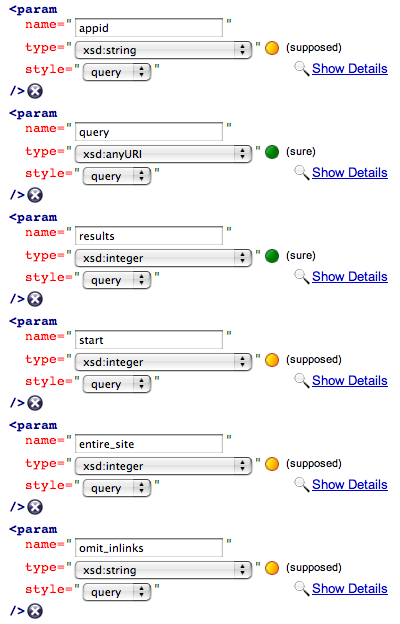 <param
name=" appid "
type=" xsd:string " (supposed)
style=" query " Show Details
/>
<param
name=" query "
type=" xsd:anyURI " (sure)
style=" query " Show Details
/>
<param
name=" results "
type=" xsd:integer " (sure)
style=" query " Show Details
/>
<param
name=" start "
type=" xsd:integer " (supposed)
style=" query " Show Details
/>
<param
name=" entire_site "
type=" xsd:integer " (supposed)
style=" query " Show Details
/>
<param
name=" omit_inlinks "
type=" xsd:string " (supposed)
style=" query " Show Details
/>